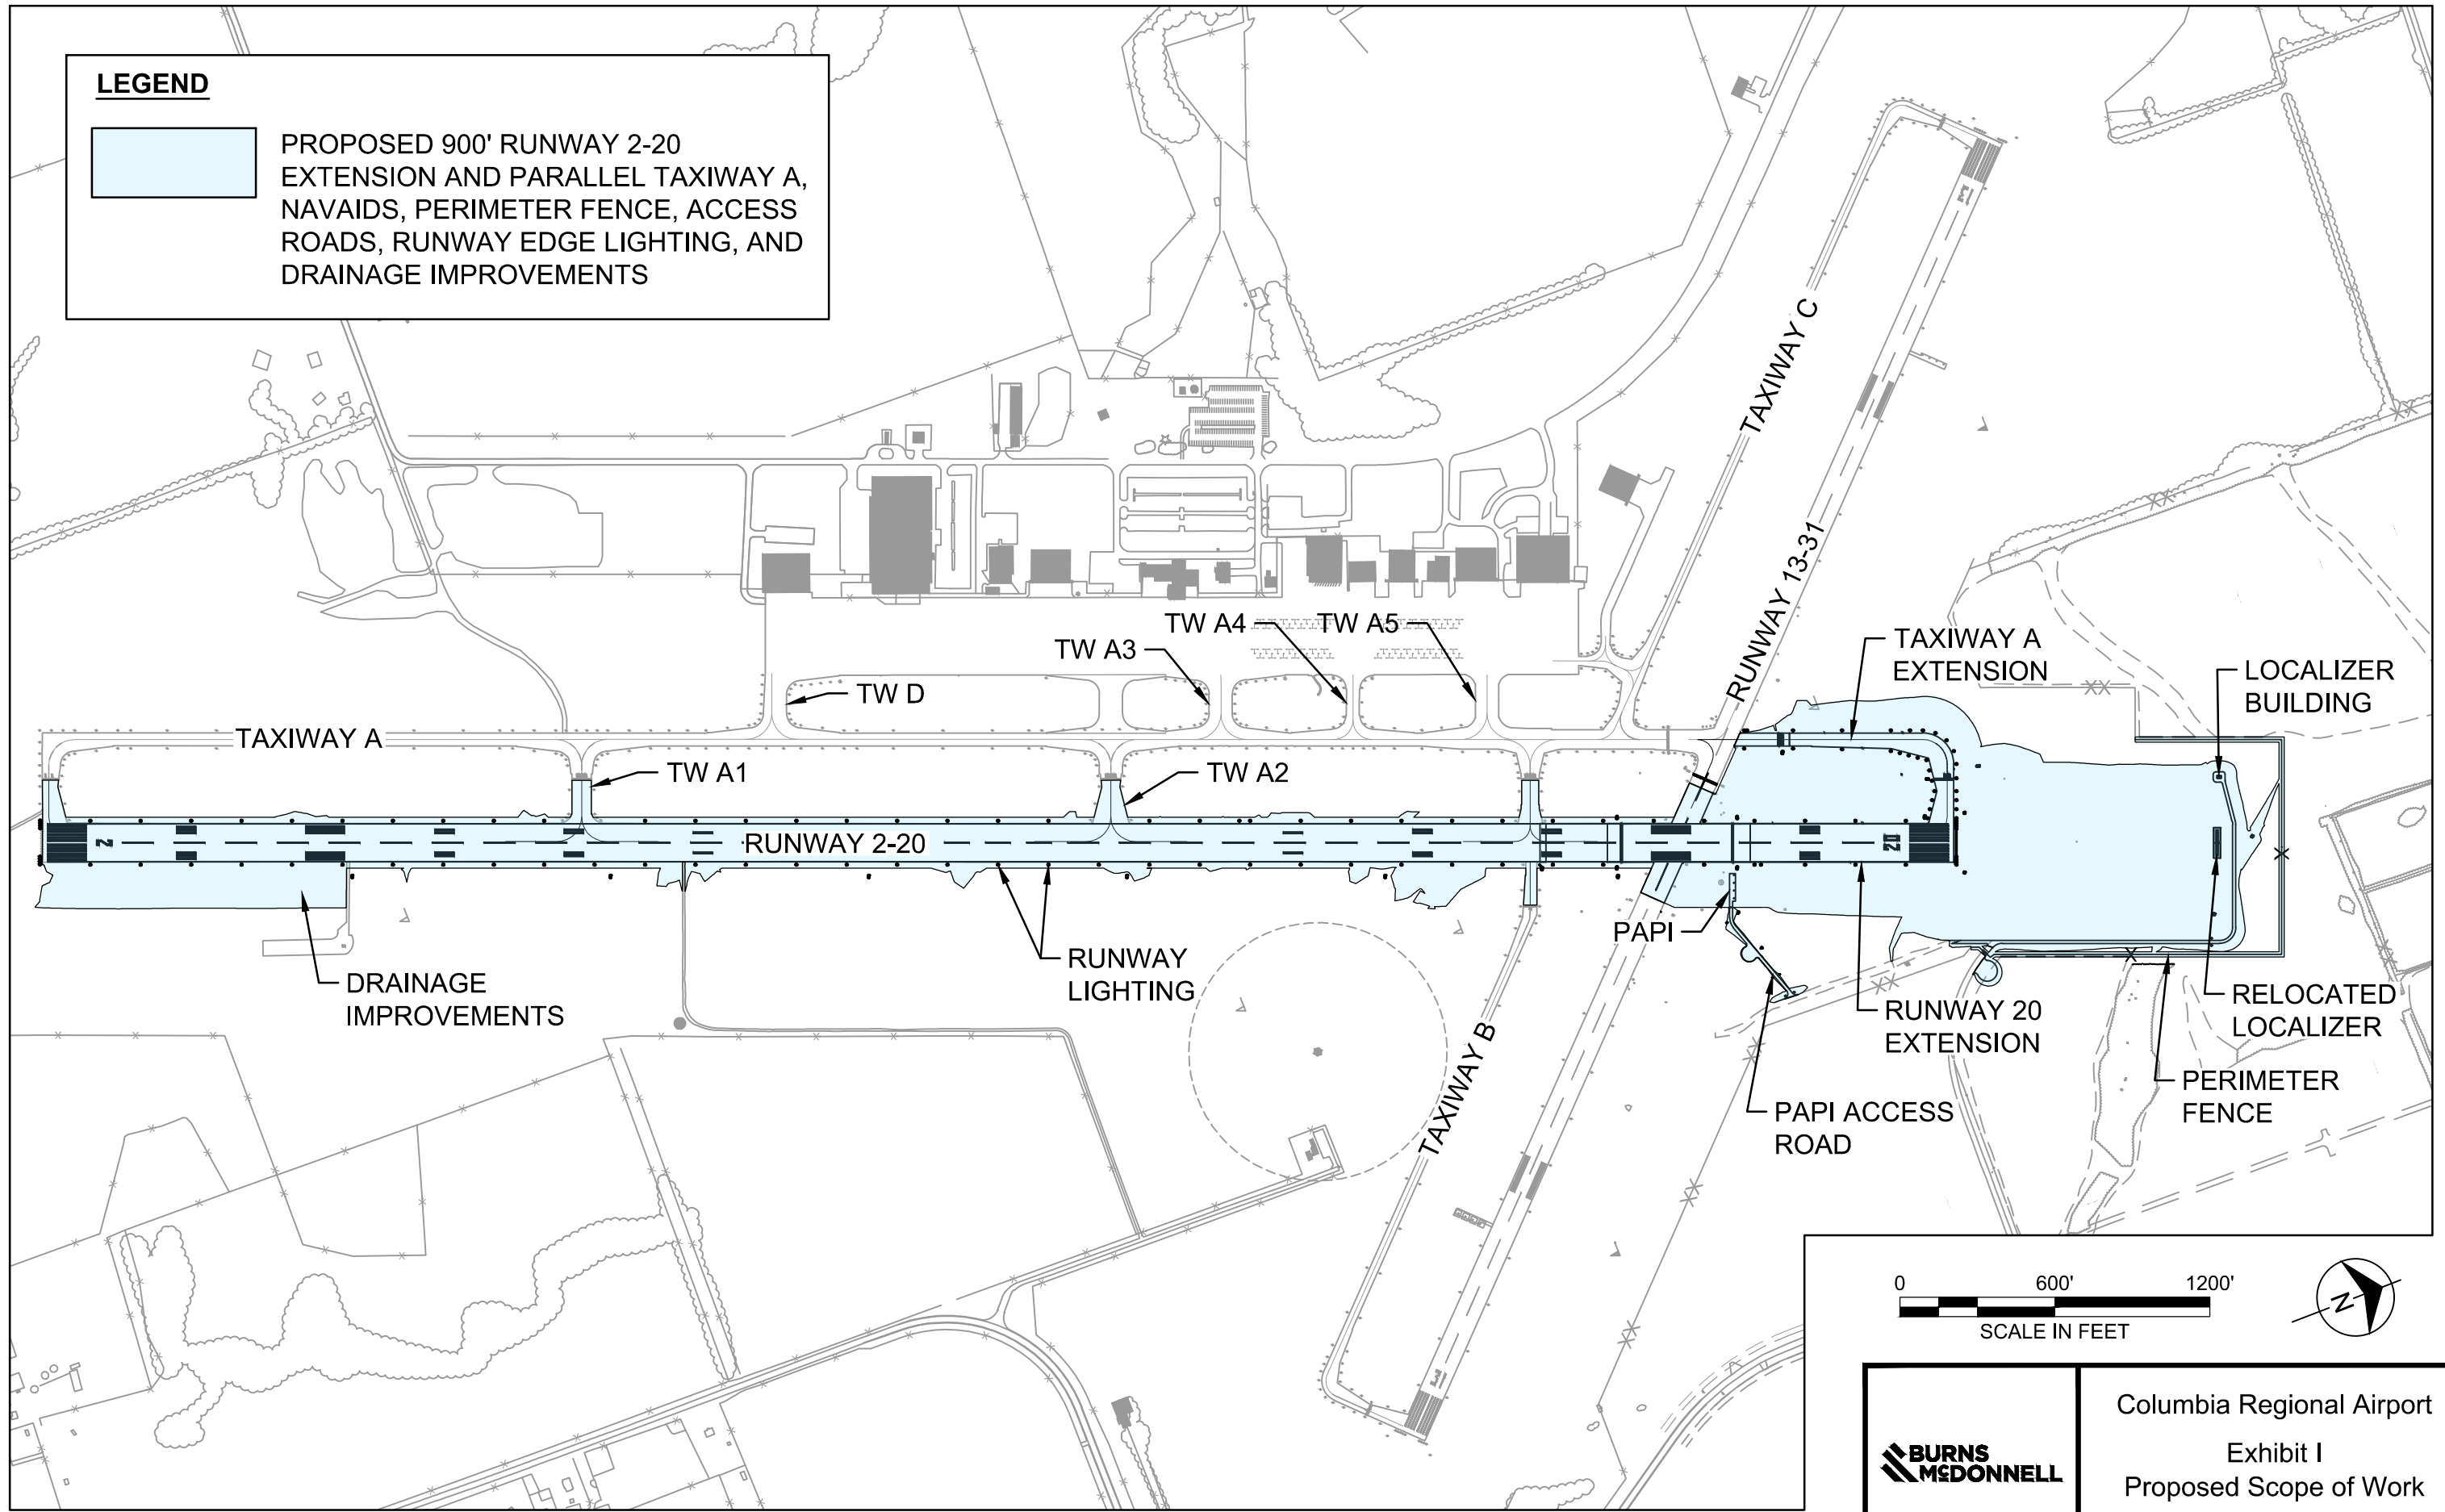 LEGEND
PROPOSED 900' RUNWAY 2-20
EXTENSION AND PARALLEL TAXIWAY A,
NAVAIDS, PERIMETER FENCE, ACCESS
ROADS, RUNWAY EDGE LIGHTING, AND
DRAINAGE IMPROVEMENTS
TAXIWAY C
RUNWAY 13-31
TW A4
TW A5
TW A3
TW D
TAXIWAY A
EXTENSION
LOCALIZER
BUILDING
TAXIWAY A
TW A1
TW A2
2
RUNWAY 2-20
20
DRAINAGE
IMPROVEMENTS
RUNWAY
LIGHTING
PAPI
TAXIWAY B
RUNWAY 20
EXTENSION
RELOCATED
LOCALIZER
PERIMETER
FENCE
PAPI ACCESS
ROAD
0 600' 1200'
SCALE IN FEET
N
BURNS
MCDONNELL
Columbia Regional Airport
Exhibit I
Proposed Scope of Work